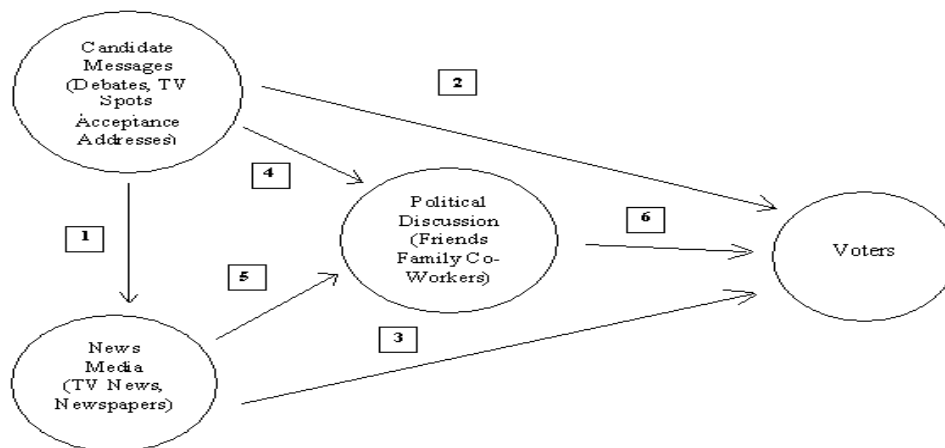 Candidate
Messages
(Debates, TV
Spots
Acceptance
Addresses)
2
4
1
Political
Discussion
(Friends
Family Co-
Workers)
6
Voters
5
3
News
Media
(TV News,
Newspapers)